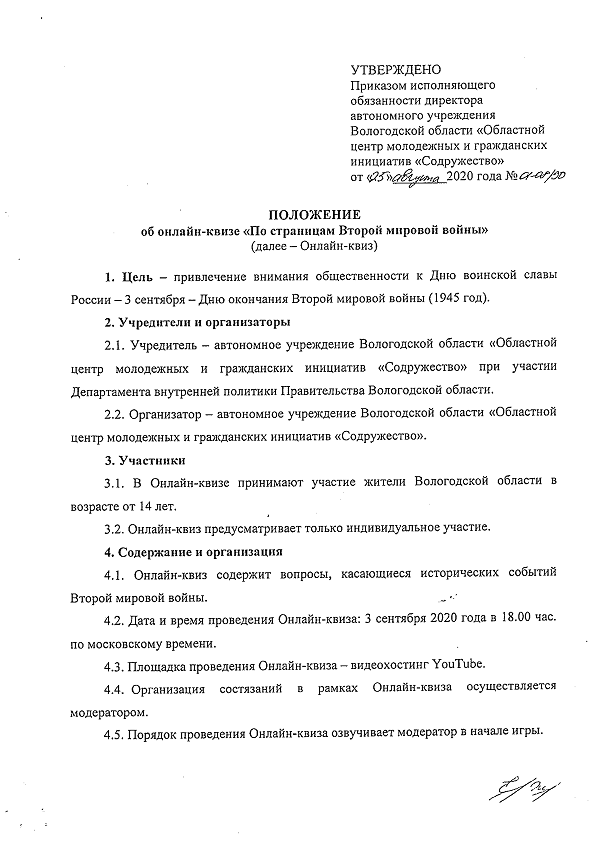 УТВЕРЖДЕНО
Приказом исполняющего
обязанности директора
автономного учреждения
Вологодской области «Областной
центр молодежных и гражданских
инициатив «Содружество»
от «25» августа 2020 года №
ПОЛОЖЕНИЕ
об онлайн-квизе «По страницам Второй мировой войны»
(далее – Онлайн-квиз)
1. Цель – привлечение внимания общественности к Дню воинской славы
России – 3 сентября – Дню окончания Второй мировой войны (1945 год).
2. Учредители и организаторы
2.1. Учредитель – автономное учреждение Вологодской области «Областной
центр молодежных и гражданских инициатив «Содружество» при участии
Департамента внутренней политики Правительства Вологодской области.
2.2. Организатор – автономное учреждение Вологодской области «Областной
центр молодежных и гражданских инициатив «Содружество».
3. Участники
3.1. В Онлайн-квизе принимают участие жители Вологодской области в
возрасте от 14 лет.
3.2. Онлайн-квиз предусматривает только индивидуальное участие.
4. Содержание и организация
4.1. Онлайн-квиз содержит вопросы, касающиеся исторических событий
Второй мировой войны.
4.2. Дата и время проведения Онлайн-квиза: 3 сентября 2020 года в 18.00 час.
по московскому времени.
4.3. Площадка проведения Онлайн-квиза – видеохостинг YouTube.
4.4. Организация состязаний в рамках Онлайн-квиза осуществляется
модератором.
4.5. Порядок проведения Онлайн-квиза озвучивает модератор в начале игры.